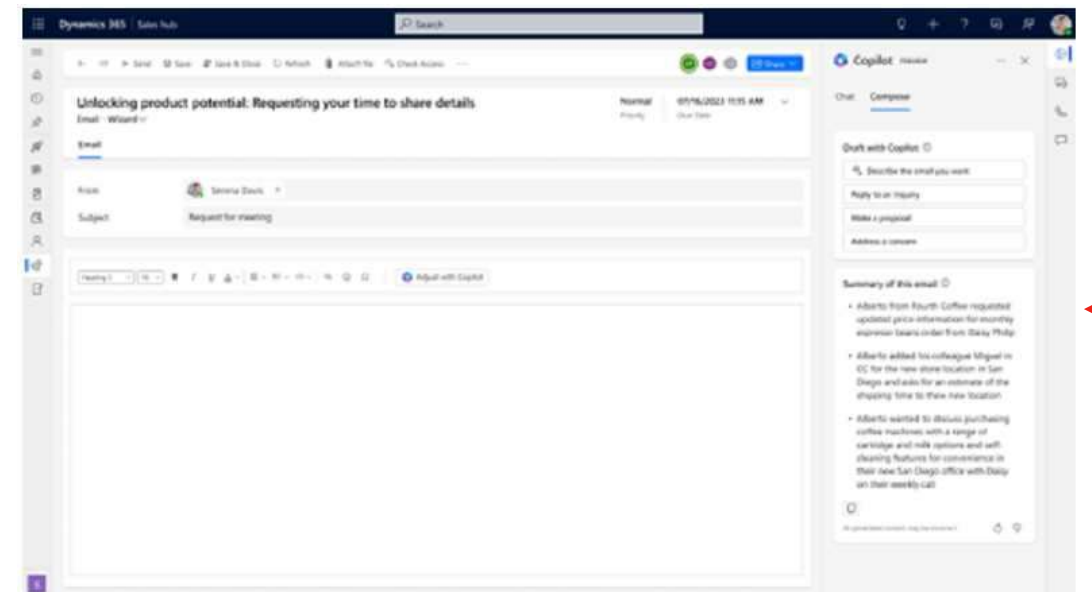 Dynamics 365 Sales hub
Search
Send Save Save & Close Refresh Attach file Check Access
Share
Unlocking product potential: Requesting your time to share details
Email · Wizard
Normal
Priority
07/16/2023 11:15 AM
Due Date
Email
From Serena Davis
Subject Request for meeting
Adjust with Copilot
Copilot PREVIEW
Chat Compose
Draft with Copilot
Describe the email you want
Reply to an inquiry
Make a proposal
Address a concern
Summary of this email
• Alberto from Fourth Coffee requested
updated price information for monthly
espresso beans order from Daisy Philip
• Alberto added his colleague Miguel in
CC for the new store location in San
Diego and asks for an estimate of the
shipping time to these new location
• Alberto wanted to discuss purchasing
coffee machines with a range of
cartridge and milk options and self-
cleaning features for convenience in
their new San Diego office with Daisy
on their weekly call
AI-generated content may be incorrect